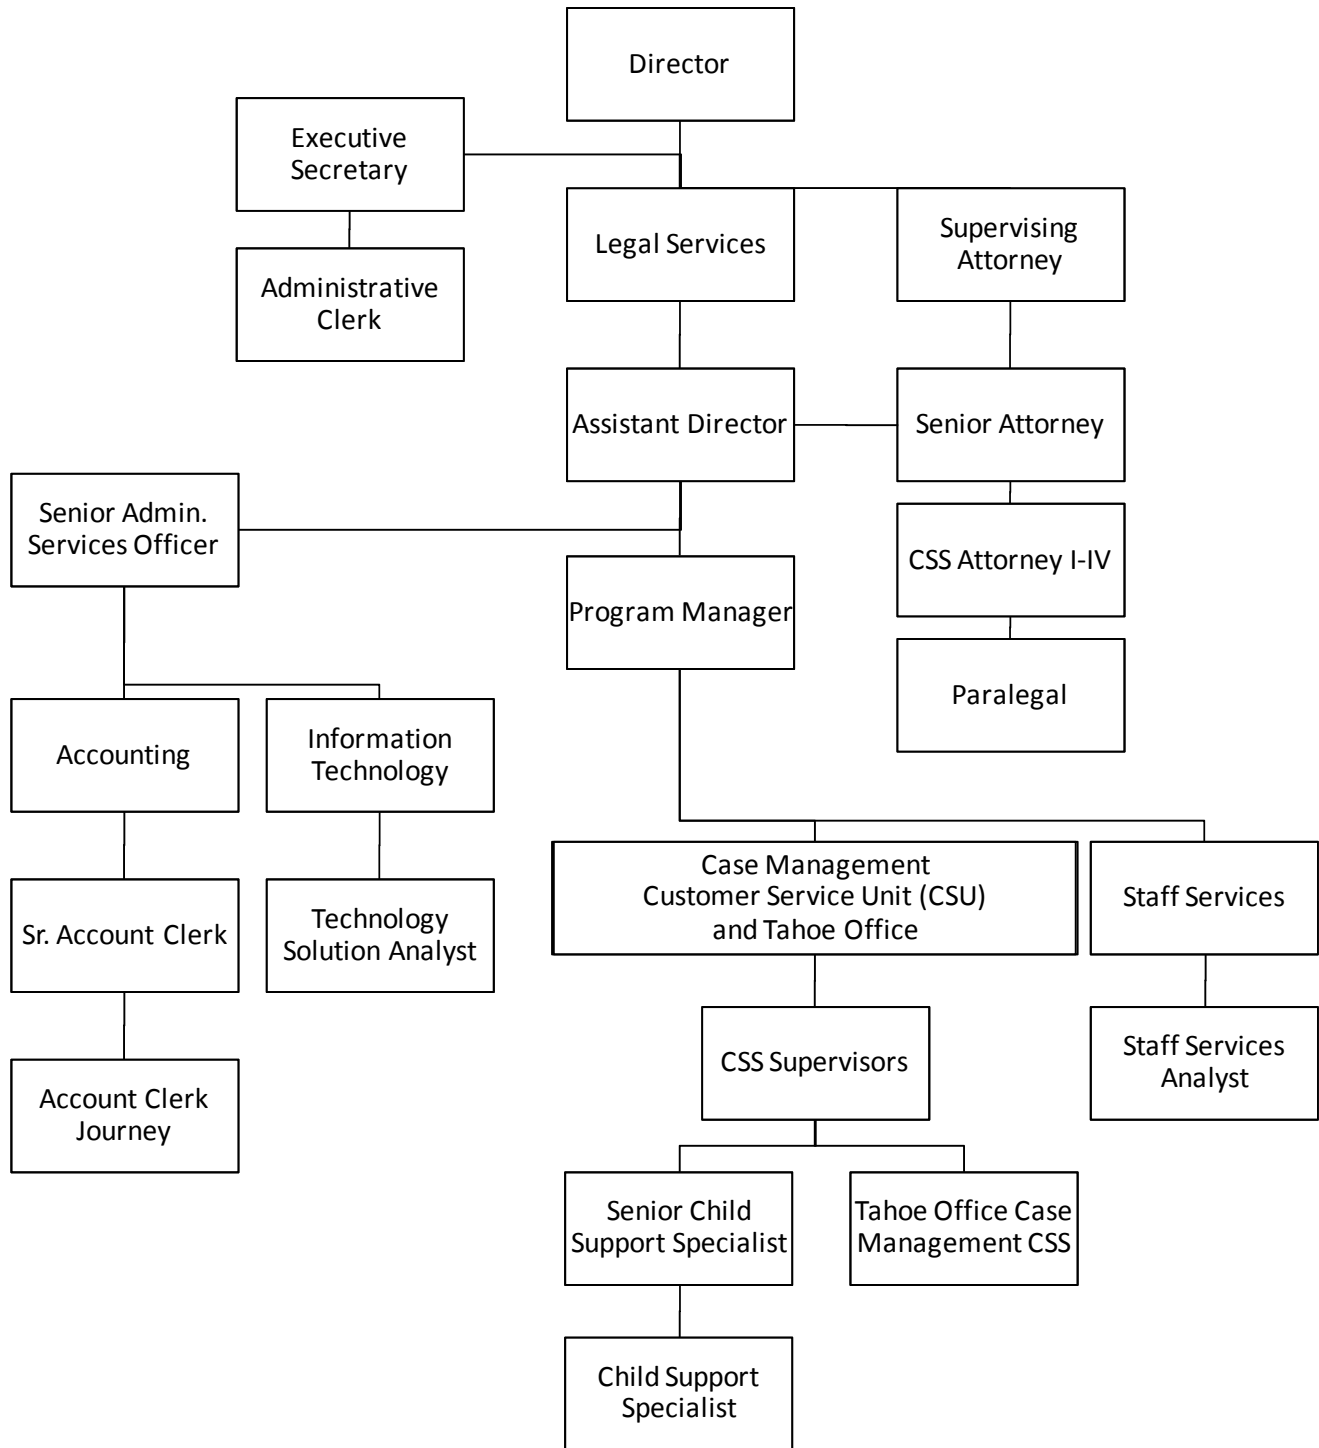 Director
Executive
Secretary
Legal Services
Supervising
Attorney
Administrative
Clerk
Assistant Director
Senior Attorney
Senior Admin.
Services Officer
CSS Attorney I-IV
Program Manager
Paralegal
Accounting
Information
Technology
Case Management
Customer Service Unit (CSU)
and Tahoe Office
Staff Services
Sr. Account Clerk
Technology
Solution Analyst
CSS Supervisors
Staff Services
Analyst
Account Clerk
Journey
Senior Child
Support Specialist
Tahoe Office Case
Management CSS
Child Support
Specialist